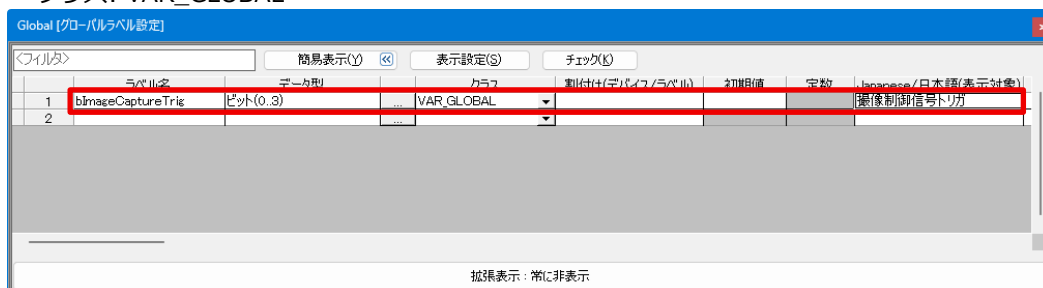 クラス: VAR_GLOBAL
Global [グローバルラベル設定]
<フィルタ> 簡易表示(Y) 表示設定(S) チェック(K)
ラベル名 データ型 クラス 割付け(デバイス/ラベル) 初期値 定数 Japanese/日本語(表示対象)
1 bImageCaptureTrig ビット(0..3) ... VAR_GLOBAL 撮像制御信号トリガ
2 ...
拡張表示 : 常に非表示